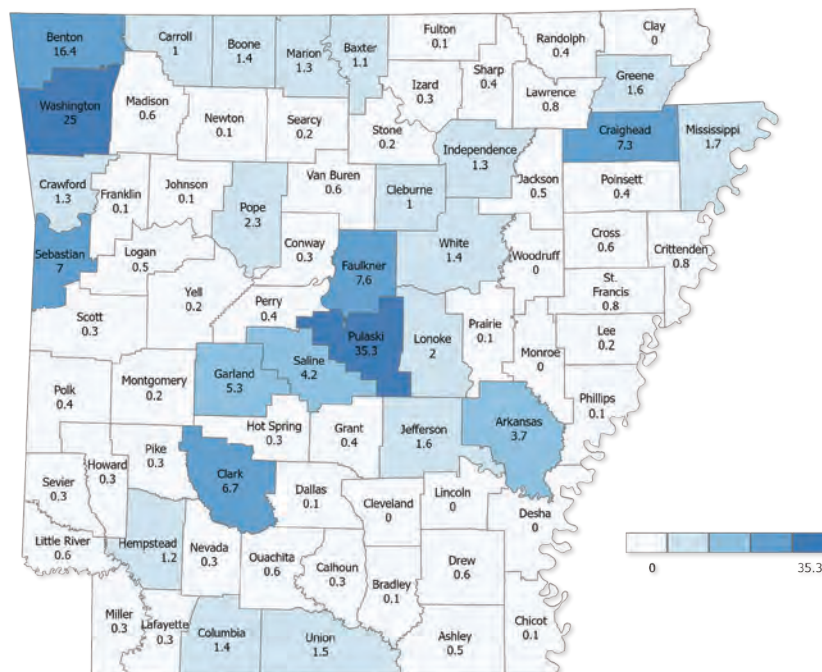 Benton
16.4
Carroll
1
Boone
1.4
Marion
1.3
Baxter
1.1
Fulton
0.1
Randolph
0.4
Clay
0
Sharp
0.4
Izard
0.3
Lawrence
0.8
Greene
1.6
Washington
25
Madison
0.6
Newton
0.1
Searcy
0.2
Stone
0.2
Independence
1.3
Craighead
7.3
Mississippi
1.7
Crawford
1.3
Franklin
0.1
Johnson
0.1
Pope
2.3
Van Buren
0.6
Cleburne
1
Jackson
0.5
Poinsett
0.4
Sebastian
7
Logan
0.5
Conway
0.3
Faulkner
7.6
White
1.4
Woodruff
0
Cross
0.6
Crittenden
0.8
St.
Francis
0.8
Scott
0.3
Yell
0.2
Perry
0.4
Pulaski
35.3
Lonoke
2
Prairie
0.1
Monroe
0
Lee
0.2
Polk
0.4
Montgomery
0.2
Garland
5.3
Saline
4.2
Phillips
0.1
Hot Spring
0.3
Grant
0.4
Jefferson
1.6
Arkansas
3.7
Sevier
0.3
Howard
0.3
Pike
0.3
Clark
6.7
Dallas
0.1
Cleveland
0
Lincoln
0
Desha
0
Little River
0.6
Hempstead
1.2
Nevada
0.3
Ouachita
0.6
Calhoun
0.3
Bradley
0.1
Drew
0.6
Miller
0.3
Lafayette
0.3
Columbia
1.4
Union
1.5
Ashley
0.5
Chicot
0.1
0
35.3